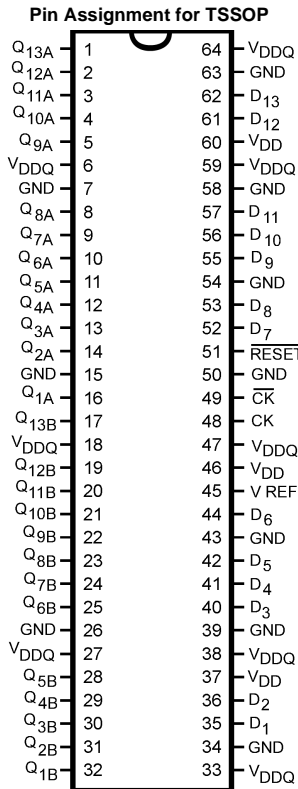 Pin Assignment for TSSOP
Q13A 1 64 VDDQ
Q12A 2 63 GND
Q11A 3 62 D13
Q10A 4 61 D12
Q9A 5 60 VDD
VDDQ 6 59 VDDQ
GND 7 58 GND
Q8A 8 57 D11
Q7A 9 56 D10
Q6A 10 55 D9
Q5A 11 54 GND
Q4A 12 53 D8
Q3A 13 52 D7
Q2A 14 51 RESET
GND 15 50 GND
Q1A 16 49 CK
Q13B 17 48 CK
VDDQ 18 47 VDDQ
Q12B 19 46 VDD
Q11B 20 45 V REF
Q10B 21 44 D6
Q9B 22 43 GND
Q8B 23 42 D5
Q7B 24 41 D4
Q6B 25 40 D3
GND 26 39 GND
VDDQ 27 38 VDDQ
Q5B 28 37 VDD
Q4B 29 36 D2
Q3B 30 35 D1
Q2B 31 34 GND
Q1B 32 33 VDDQ